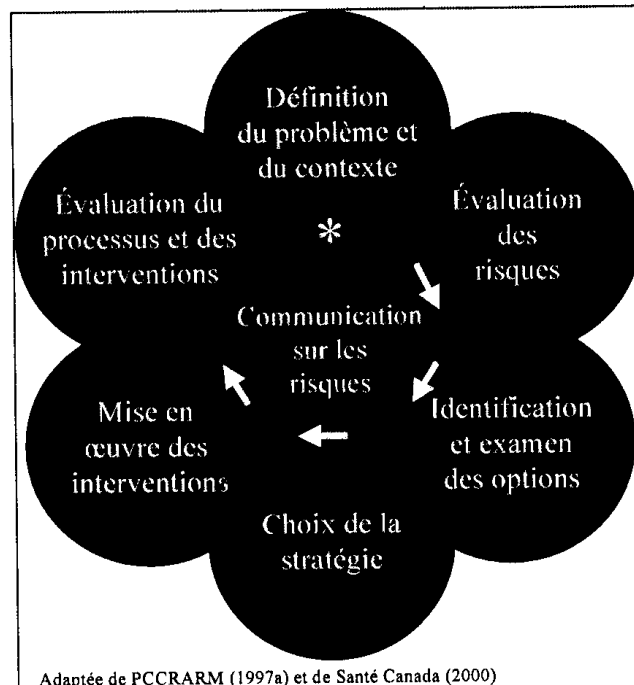 Définition
du problème et
du contexte
*
Évaluation
des
risques
Identification
et examen
des options
Choix de la
stratégie
Mise en
œuvre des
interventions
Évaluation du
processus et des
interventions
Communication
sur les
risques
Adaptée de PCCRARM (1997a) et de Santé Canada (2000)